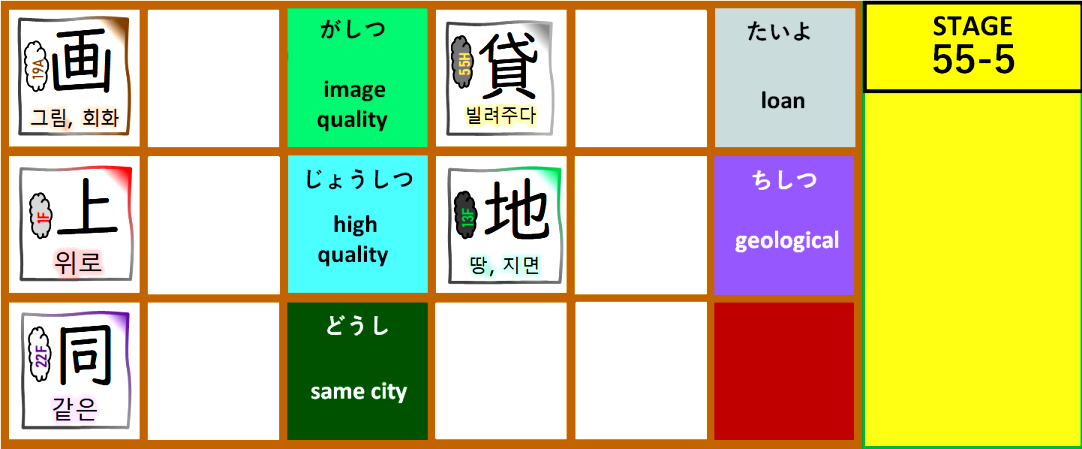 画
19A
그림, 회화
がしつ
image
quality
貸
55H
빌려주다
たいよ
loan
STAGE
55-5
上
1F
위로
じょうしつ
high
quality
地
13F
땅, 지면
ちしつ
geological
同
22F
같은
どうし
same city